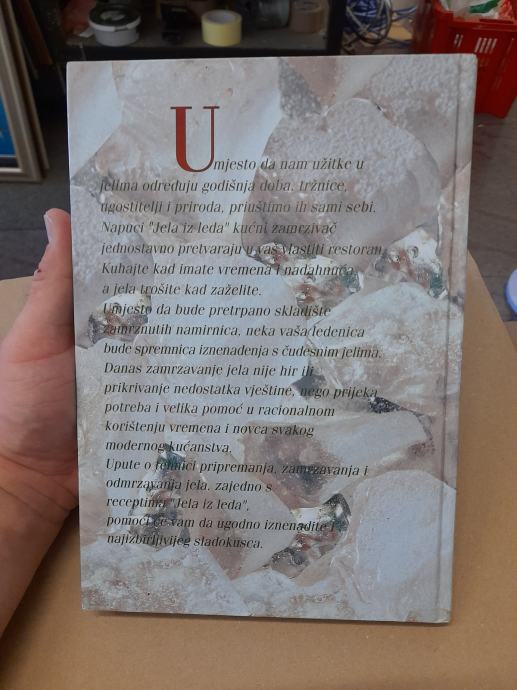 Umjesto da nam užitke u
jelima određuju godišnja doba, tržnice,
ugostitelji i priroda, priuštimo ih sami sebi.
Napuci "Jela iz leda" kućni zamrzivač
jednostavno pretvaraju u vaš vlastiti restoran.
Kuhajte kad imate vremena i nadahnuća,
a jela trošite kad zaželite.
Umjesto da bude pretrpano skladište
zamrznutih namirnica, neka vaša ledenica
bude spremnica iznenađenja s čudesnim jelima.
Danas zamrzavanje jela nije hir ili
prikrivanje nedostatka vještine, nego prijeka
potreba i velika pomoć u racionalnom
korištenju vremena i novca svakog
modernog kućanstva.
Upute o tehnici pripremanja, zamrzavanja i
odmrzavanja jela, zajedno s
receptima "Jela iz leda",
pomoći će vam da ugodno iznenadite i
najizbirljivijeg sladokusca.